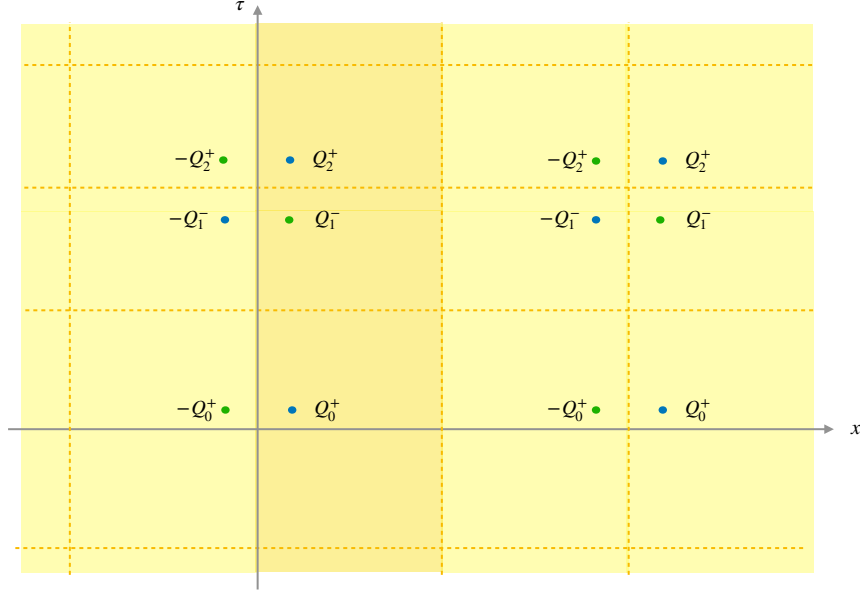 τ
−Q₂⁺ Q₂⁺ −Q₂⁺ Q₂⁺
−Q₁⁻ Q₁⁻ −Q₁⁻ Q₁⁻
−Q₀⁺ Q₀⁺ −Q₀⁺ Q₀⁺
x